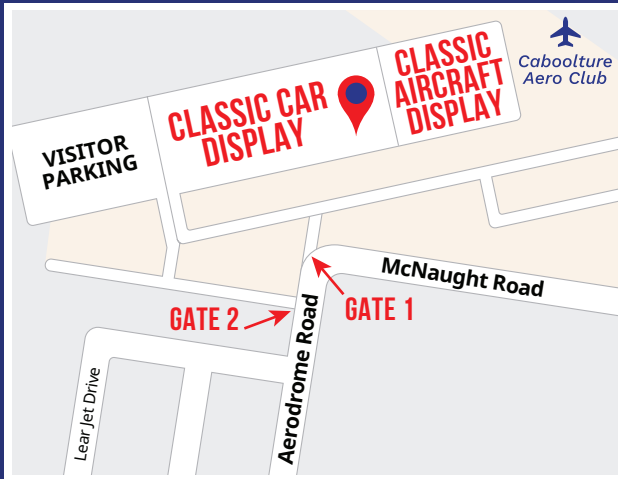 CLASSIC
AIRCRAFT
DISPLAY
Caboolture
Aero Club
CLASSIC CAR
DISPLAY
VISITOR
PARKING
McNaught Road
GATE 1
GATE 2
Aerodrome Road
Lear Jet Drive